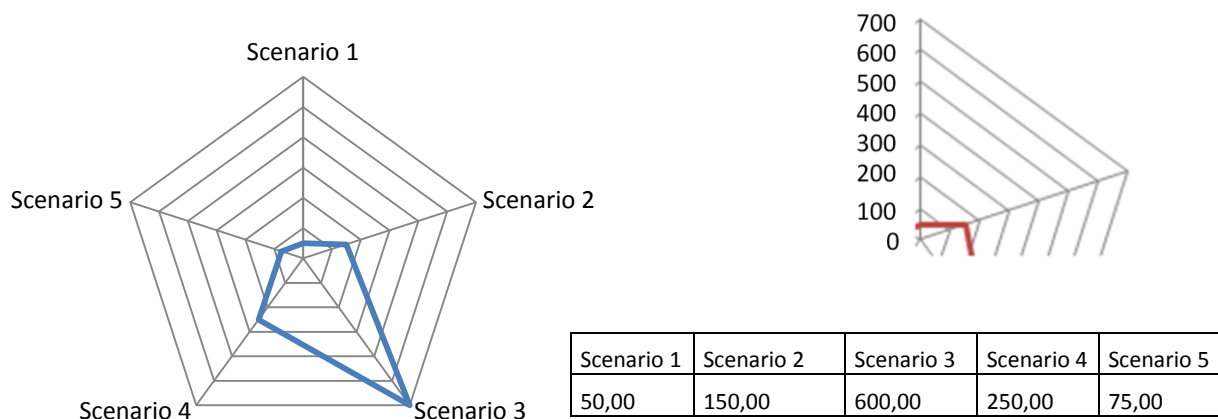 Scenario 1
Scenario 2
Scenario 3
Scenario 4
Scenario 5
700
600
500
400
300
200
100
0
Scenario 1 Scenario 2 Scenario 3 Scenario 4 Scenario 5
50,00 150,00 600,00 250,00 75,00